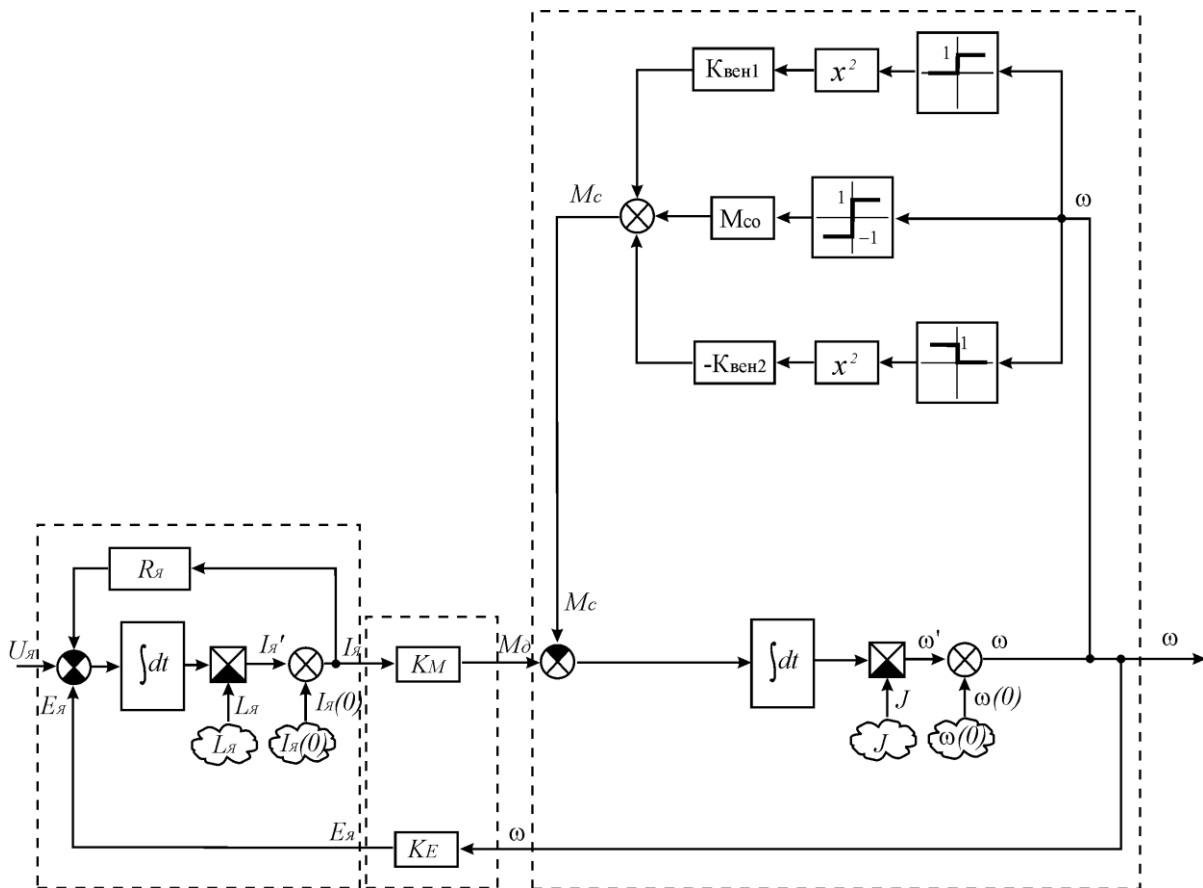 1
Kвен1
x²
Mc
1
-1
Mco
ω
1
-Kвен2
x²
Rя
Mc
Uя
∫dt
Iя'
Iя
KM
Mд
∫dt
ω'
ω
ω
Eя
Lя
Iя(0)
J
ω(0)
Lя
Iя(0)
J
ω(0)
Eя
KE
ω